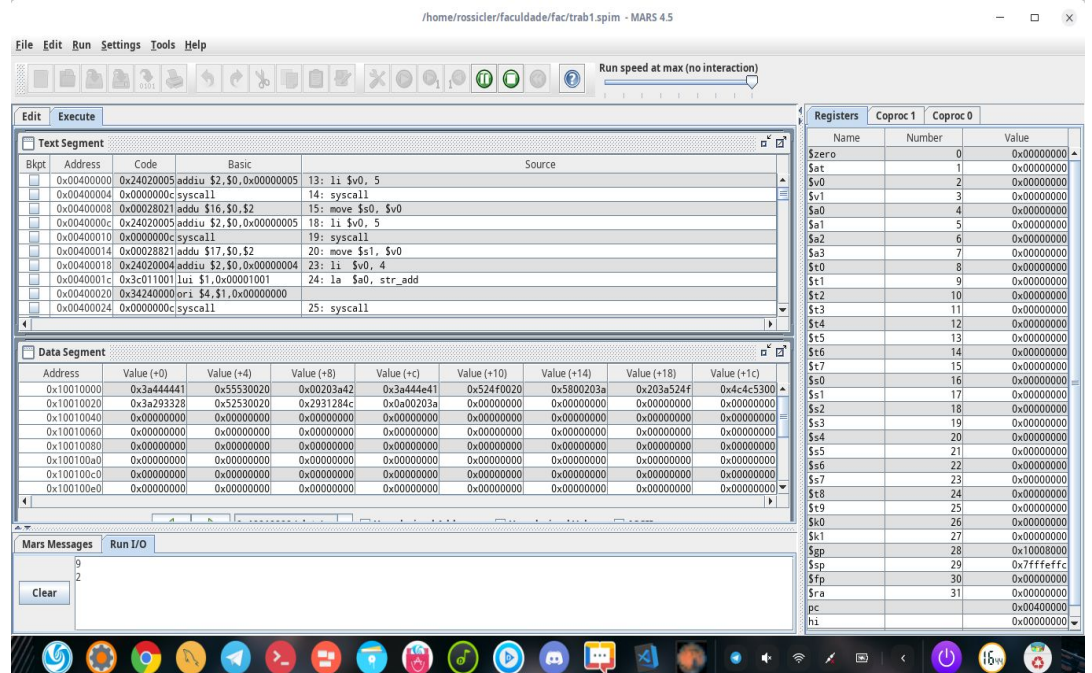 /home/rossicler/faculdade/fac/trab1.spim - MARS 4.5
File Edit Run Settings Tools Help
Run speed at max (no interaction)
Edit Execute
Text Segment
Bkpt Address Code Basic Source
0x00400000 0x24020005 addiu $2,$0,0x00000005 13: li $v0, 5
0x00400004 0x0000000c syscall 14: syscall
0x00400008 0x00028021 addu $16,$0,$2 15: move $s0, $v0
0x0040000c 0x24020005 addiu $2,$0,0x00000005 18: li $v0, 5
0x00400010 0x0000000c syscall 19: syscall
0x00400014 0x00028821 addu $17,$0,$2 20: move $s1, $v0
0x00400018 0x24020004 addiu $2,$0,0x00000004 23: li $v0, 4
0x0040001c 0x3c011001 lui $1,0x00001001 24: la $a0, str_add
0x00400020 0x34240000 ori $4,$1,0x00000000
0x00400024 0x0000000c syscall 25: syscall
Data Segment
Address Value (+0) Value (+4) Value (+8) Value (+c) Value (+10) Value (+14) Value (+18) Value (+1c)
0x10010000 0x3a444441 0x55530020 0x00203a42 0x3a444e41 0x524f0020 0x5800203a 0x203a524f 0x4c4c5300
0x10010020 0x3a293328 0x52530020 0x2931284c 0x0a00203a 0x00000000 0x00000000 0x00000000 0x00000000
0x10010040 0x00000000 0x00000000 0x00000000 0x00000000 0x00000000 0x00000000 0x00000000 0x00000000
0x10010060 0x00000000 0x00000000 0x00000000 0x00000000 0x00000000 0x00000000 0x00000000 0x00000000
0x10010080 0x00000000 0x00000000 0x00000000 0x00000000 0x00000000 0x00000000 0x00000000 0x00000000
0x100100a0 0x00000000 0x00000000 0x00000000 0x00000000 0x00000000 0x00000000 0x00000000 0x00000000
0x100100c0 0x00000000 0x00000000 0x00000000 0x00000000 0x00000000 0x00000000 0x00000000 0x00000000
0x100100e0 0x00000000 0x00000000 0x00000000 0x00000000 0x00000000 0x00000000 0x00000000 0x00000000
Mars Messages Run I/O
9
2
Clear
Registers Coproc 1 Coproc 0
Name Number Value
$zero 0 0x00000000
$at 1 0x00000000
$v0 2 0x00000000
$v1 3 0x00000000
$a0 4 0x00000000
$a1 5 0x00000000
$a2 6 0x00000000
$a3 7 0x00000000
$t0 8 0x00000000
$t1 9 0x00000000
$t2 10 0x00000000
$t3 11 0x00000000
$t4 12 0x00000000
$t5 13 0x00000000
$t6 14 0x00000000
$t7 15 0x00000000
$s0 16 0x00000000
$s1 17 0x00000000
$s2 18 0x00000000
$s3 19 0x00000000
$s4 20 0x00000000
$s5 21 0x00000000
$s6 22 0x00000000
$s7 23 0x00000000
$t8 24 0x00000000
$t9 25 0x00000000
$k0 26 0x00000000
$k1 27 0x00000000
$gp 28 0x10008000
$sp 29 0x7fffeffc
$fp 30 0x00000000
$ra 31 0x00000000
pc 0x00400000
hi 0x00000000